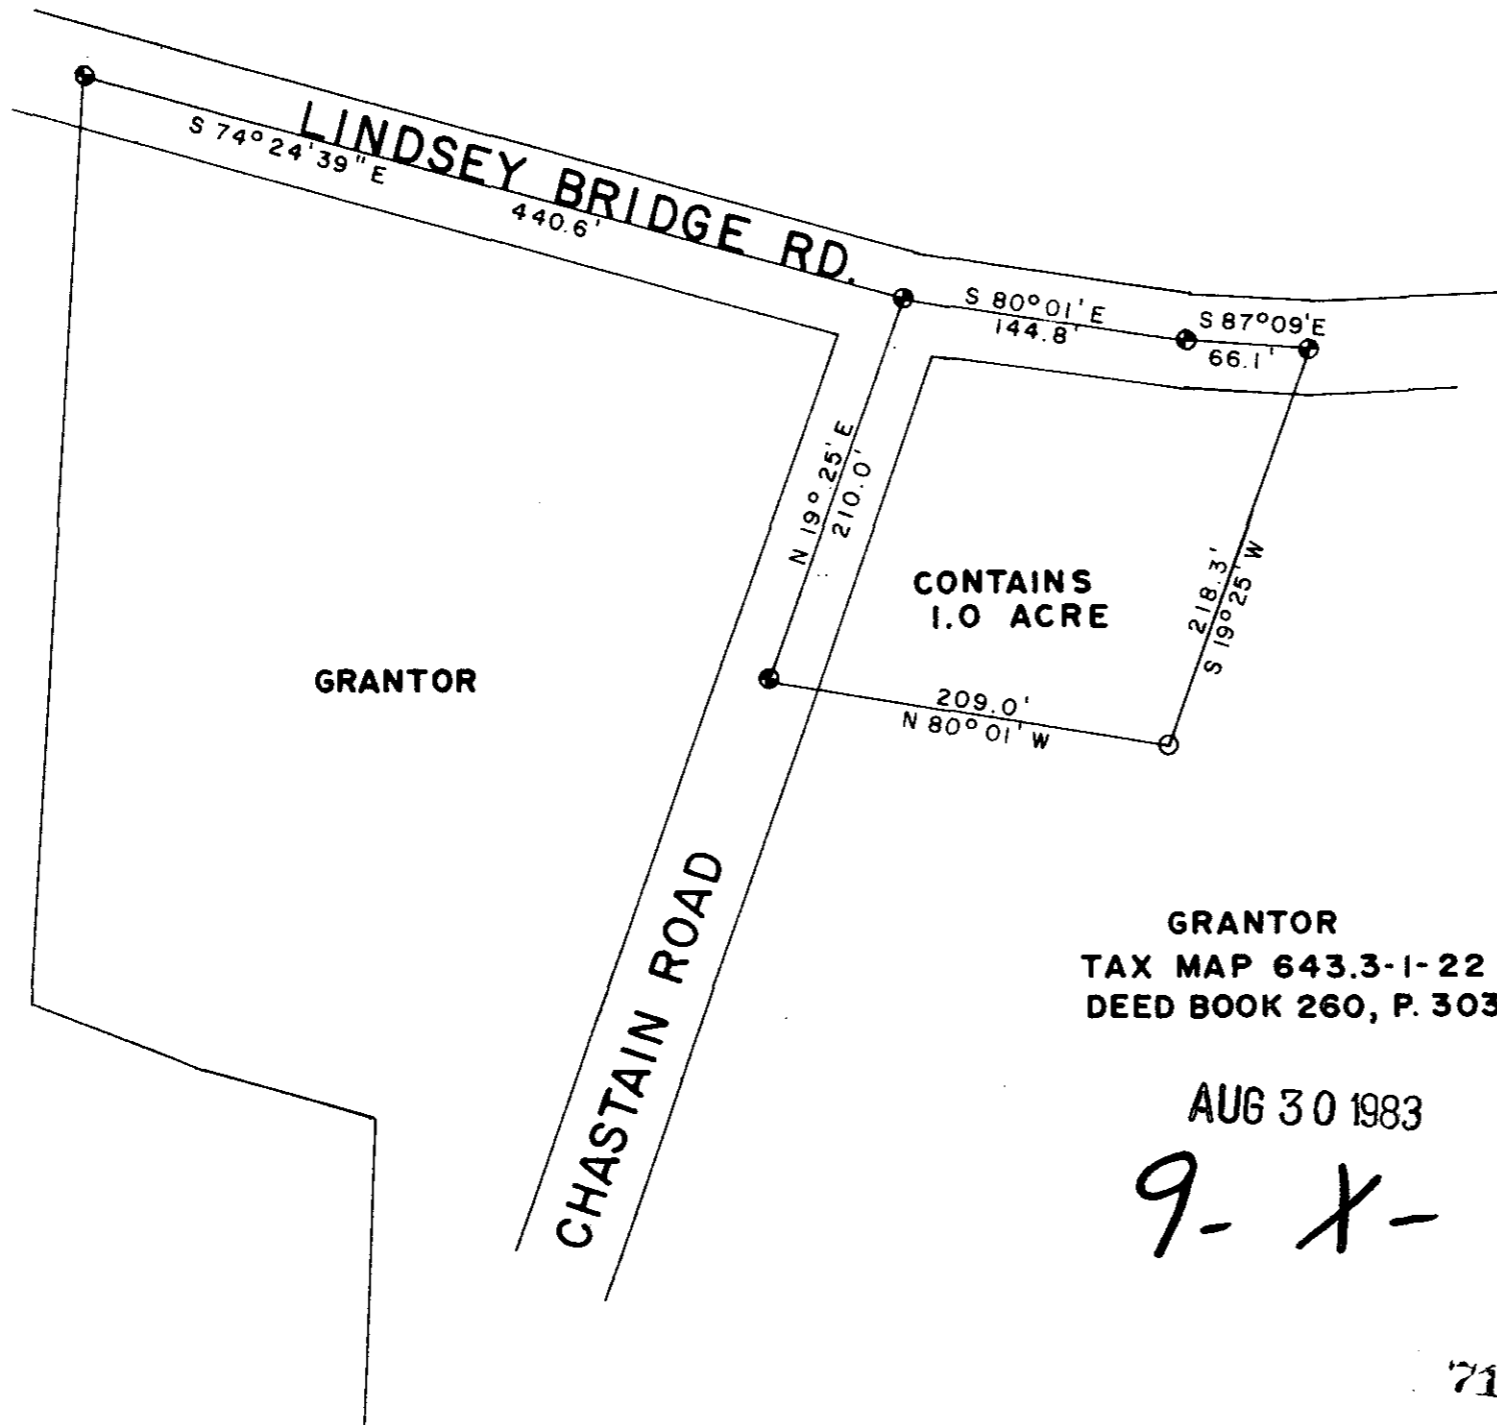 LINDSEY BRIDGE RD.
S 74° 24' 39" E
440.6'
S 80° 01' E
144.8'
S 87° 09' E
66.1'
N 19° 25' E
210.0'
CONTAINS
1.0 ACRE
218.3'
S 19° 25' W
GRANTOR
209.0'
N 80° 01' W
CHASTAIN ROAD
GRANTOR
TAX MAP 643.3-1-22
DEED BOOK 260, P. 303
AUG 30 1983
9- X-
71